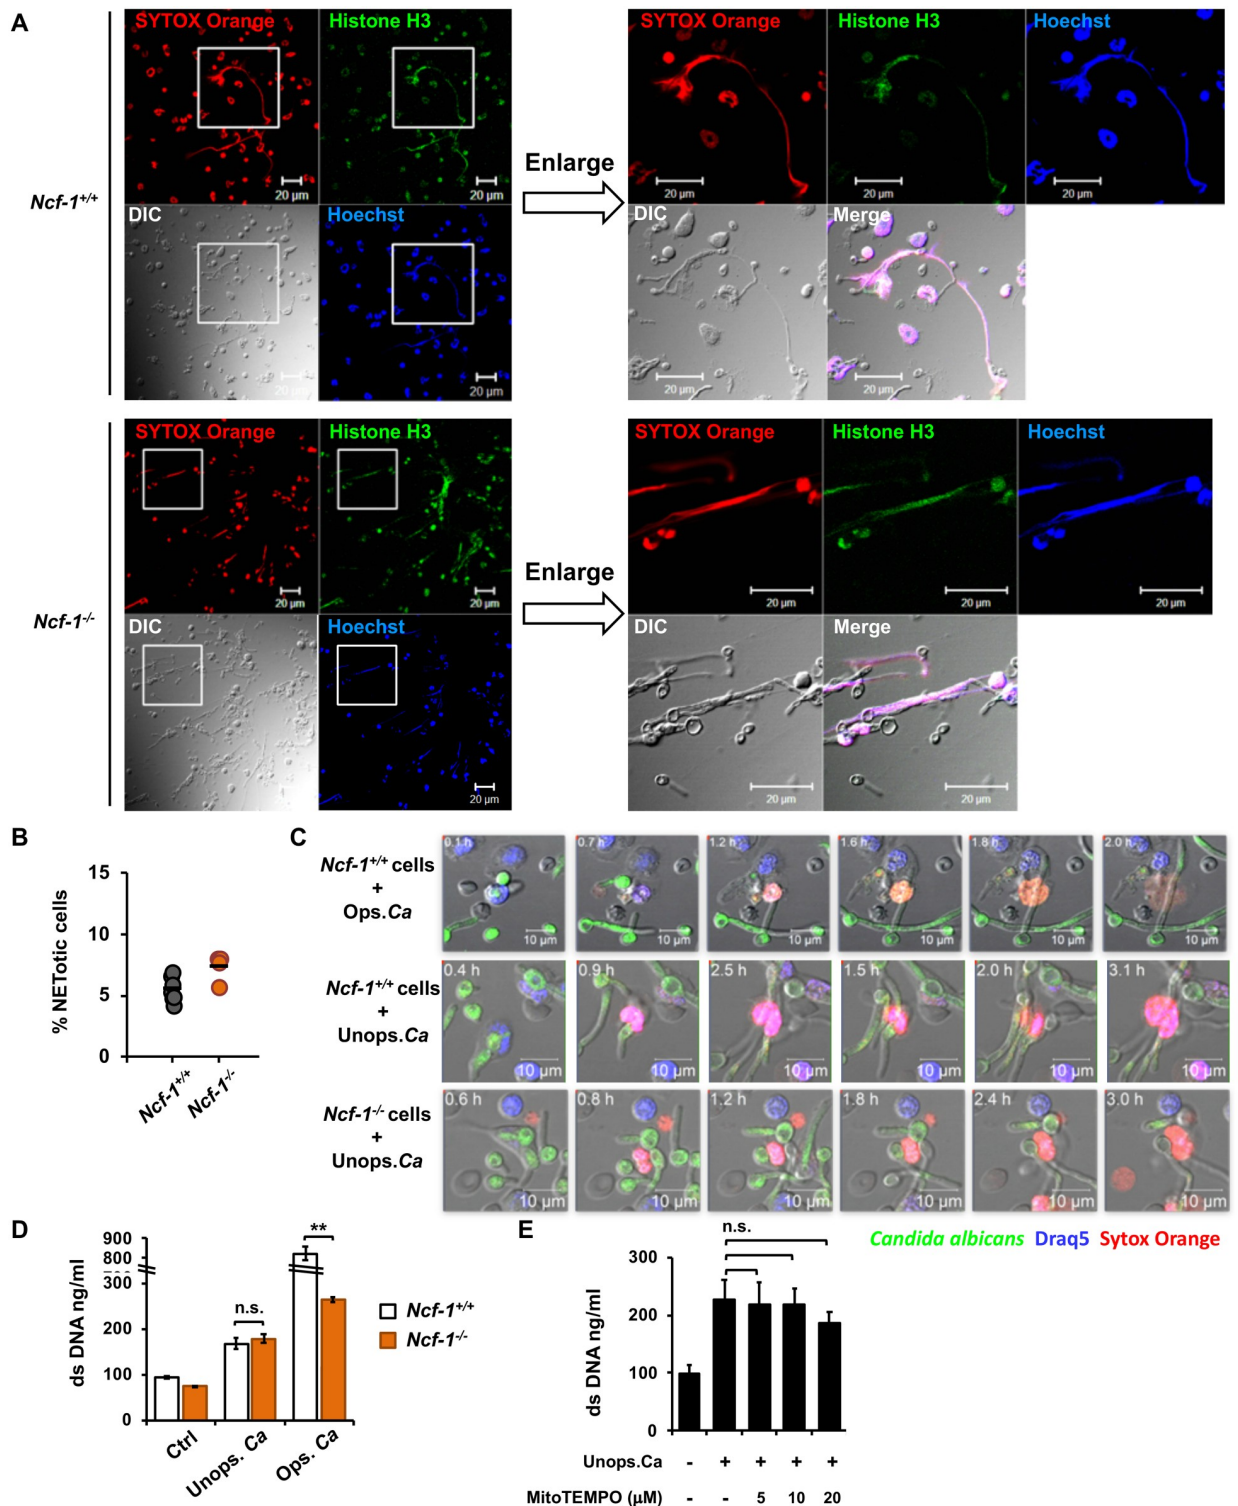 A
SYTOX Orange
Histone H3
SYTOX Orange
Histone H3
Hoechst
20 µm
20 µm
Enlarge
20 µm
20 µm
20 µm
Ncf-1+/+
DIC
Hoechst
DIC
Merge
20 µm
20 µm
20 µm
20 µm
SYTOX Orange
Histone H3
SYTOX Orange
Histone H3
Hoechst
20 µm
20 µm
Enlarge
20 µm
20 µm
20 µm
Ncf-1-/-
DIC
Hoechst
DIC
Merge
20 µm
20 µm
20 µm
20 µm
B
% NETotic cells
15
10
5
0
Ncf-1+/+
Ncf-1-/-
C
Ncf-1+/+ cells
+
Ops.Ca
0.1 h
0.7 h
1.2 h
1.6 h
1.8 h
2.0 h
10 µm
10 µm
10 µm
10 µm
10 µm
10 µm
Ncf-1+/+ cells
+
Unops.Ca
0.4 h
0.9 h
2.5 h
1.5 h
2.0 h
3.1 h
10 µm
10 µm
10 µm
10 µm
10 µm
10 µm
Ncf-1-/- cells
+
Unops.Ca
0.6 h
0.8 h
1.2 h
1.8 h
2.4 h
3.0 h
10 µm
10 µm
10 µm
10 µm
10 µm
10 µm
Candida albicans Draq5 Sytox Orange
D
ds DNA ng/ml
900
800
300
200
100
0
n.s.
**
Ncf-1+/+
Ncf-1-/-
Ctrl
Unops. Ca
Ops. Ca
E
n.s.
ds DNA ng/ml
300
200
100
0
Unops.Ca - + + + +
MitoTEMPO (µM) - - 5 10 20